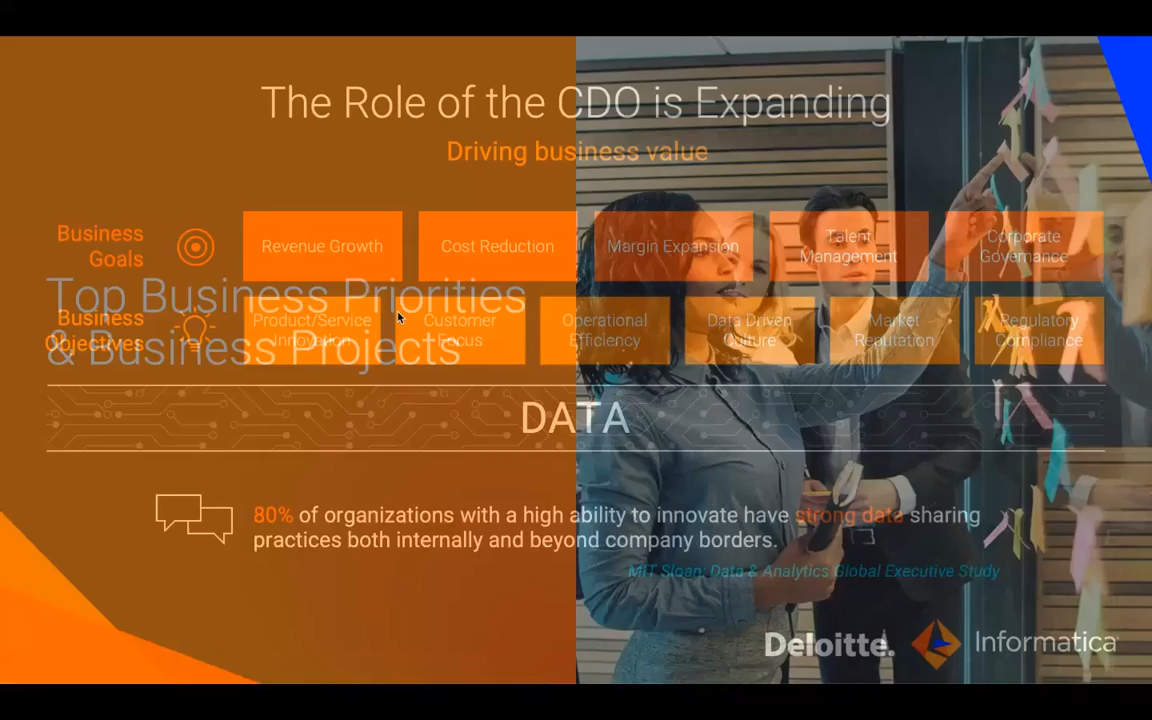 The Role of the CDO is Expanding
Driving business value
Business
Goals
Revenue Growth
Cost Reduction
Margin Expansion
Talent
Management
Corporate
Governance
Top Business Priorities
& Business Projects
Business
Objectives
Product/Service
Innovation
Customer
Focus
Operational
Efficiency
Data Driven
Culture
Market
Reputation
Regulatory
Compliance
DATA
80% of organizations with a high ability to innovate have strong data sharing
practices both internally and beyond company borders.
MIT Sloan: Data & Analytics Global Executive Study
Deloitte.
Informatica